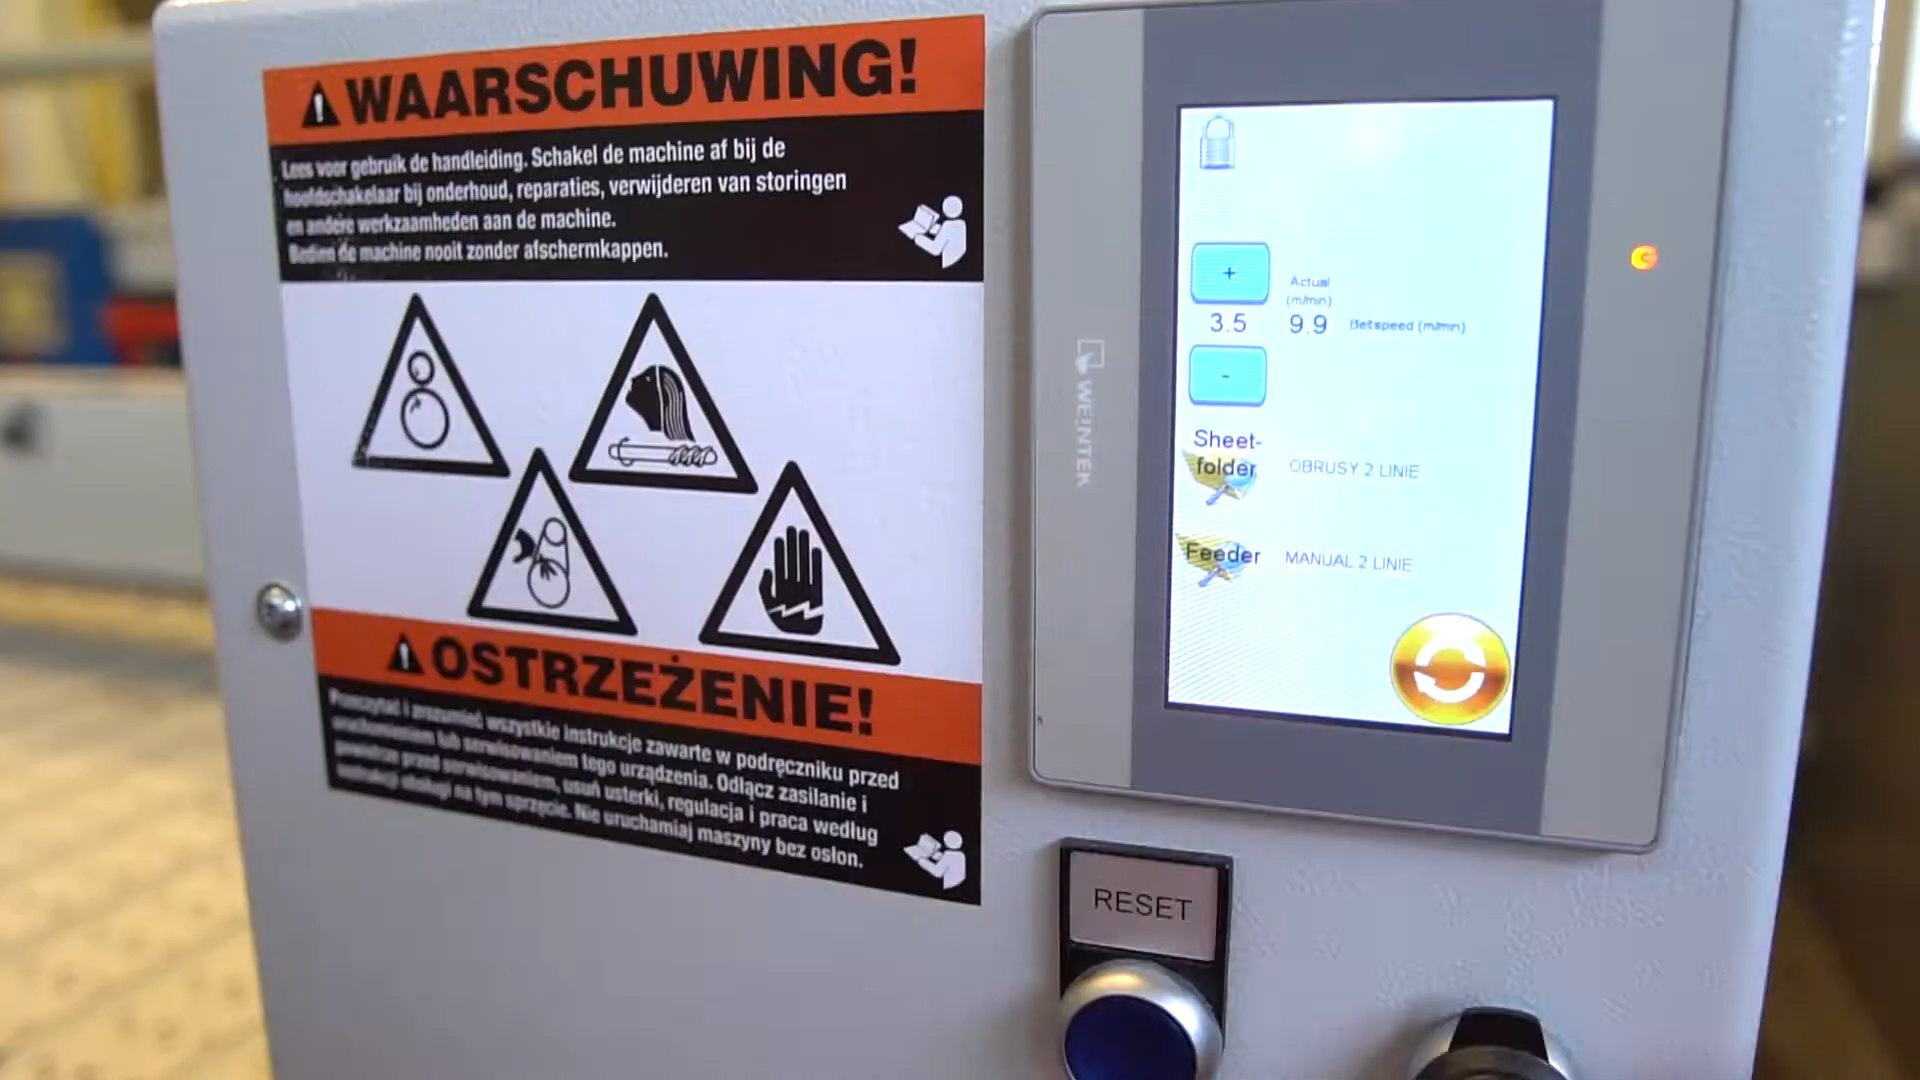 WAARSCHUWING!
Lees voor gebruik de handleiding. Schakel de machine af bij de
hoofdschakelaar bij onderhoud, reparaties, verwijderen van storingen
en andere werkzaamheden aan de machine.
Bedien de machine nooit zonder afschermkappen.
OSTRZEŻENIE!
Przeczytać i zrozumieć wszystkie instrukcje zawarte w podręczniku przed
uruchomieniem lub serwisowaniem tego urządzenia. Odłącz zasilanie i
powietrze przed serwisowaniem, usuń usterki, regulacja i praca według
instrukcji obsługi na tym sprzęcie. Nie uruchamiaj maszyny bez osłon.
WEINTEK
+
Actual
(m/min)
3.5 9.9 Beltspeed (m/min)
-
Sheet-
folder OBRUSY 2 LINIE
Feeder MANUAL 2 LINIE
RESET